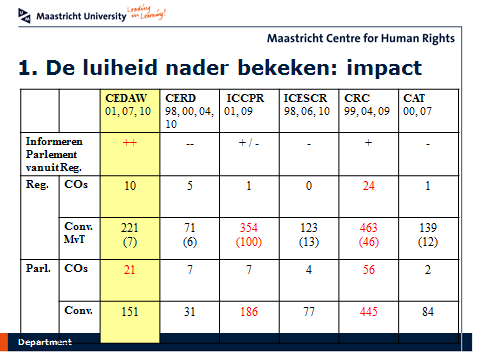 Maastricht University
Leading in Learning!
Maastricht Centre for Human Rights
1. De luiheid nader bekeken: impact
CEDAW 01, 07, 10
CERD 98, 00, 04, 10
ICCPR 01, 09
ICESCR 98, 06, 10
CRC 99, 04, 09
CAT 00, 07
Informeren Parlement vanuit Reg. ++ -- + / - - + -
Reg. COs 10 5 1 0 24 1
Conv. MvT 221 (7) 71 (6) 354 (100) 123 (13) 463 (46) 139 (12)
Parl. COs 21 7 7 4 56 2
Conv. 151 31 186 77 445 84
Department